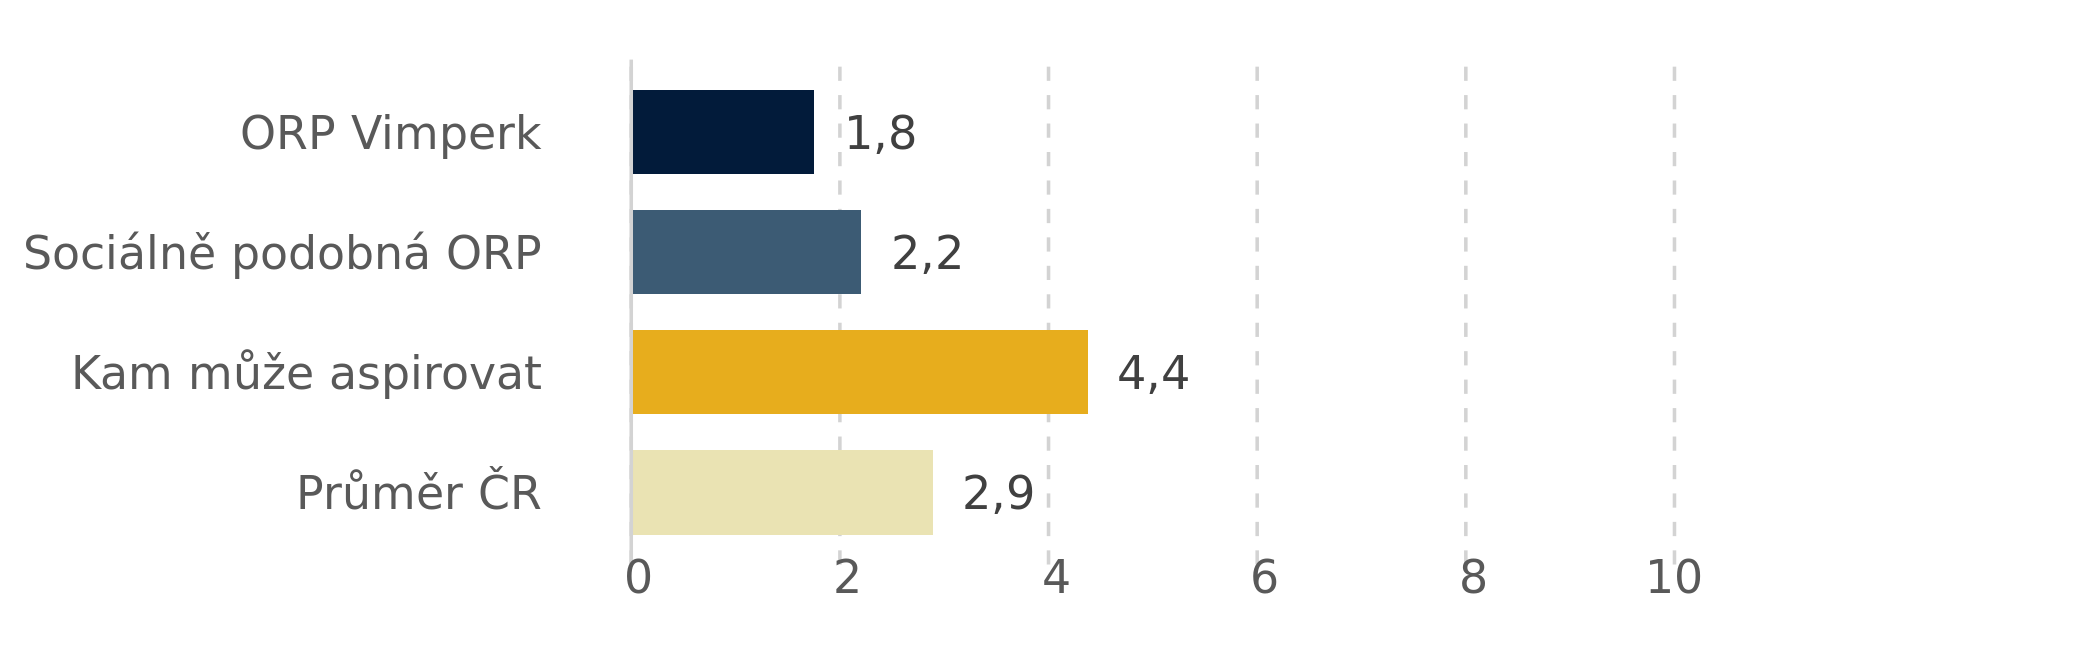 ORP Vimperk 1,8
Sociálně podobná ORP 2,2
Kam může aspirovat 4,4
Průměr ČR 2,9
0 2 4 6 8 10